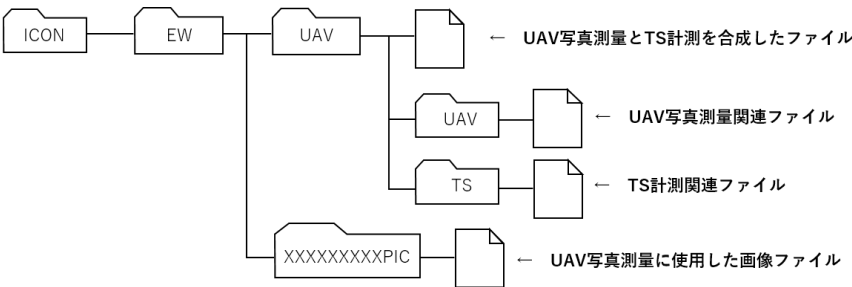 ICON
EW
UAV
← UAV写真測量とTS計測を合成したファイル
UAV
← UAV写真測量関連ファイル
TS
← TS計測関連ファイル
XXXXXXXXXPIC
← UAV写真測量に使用した画像ファイル